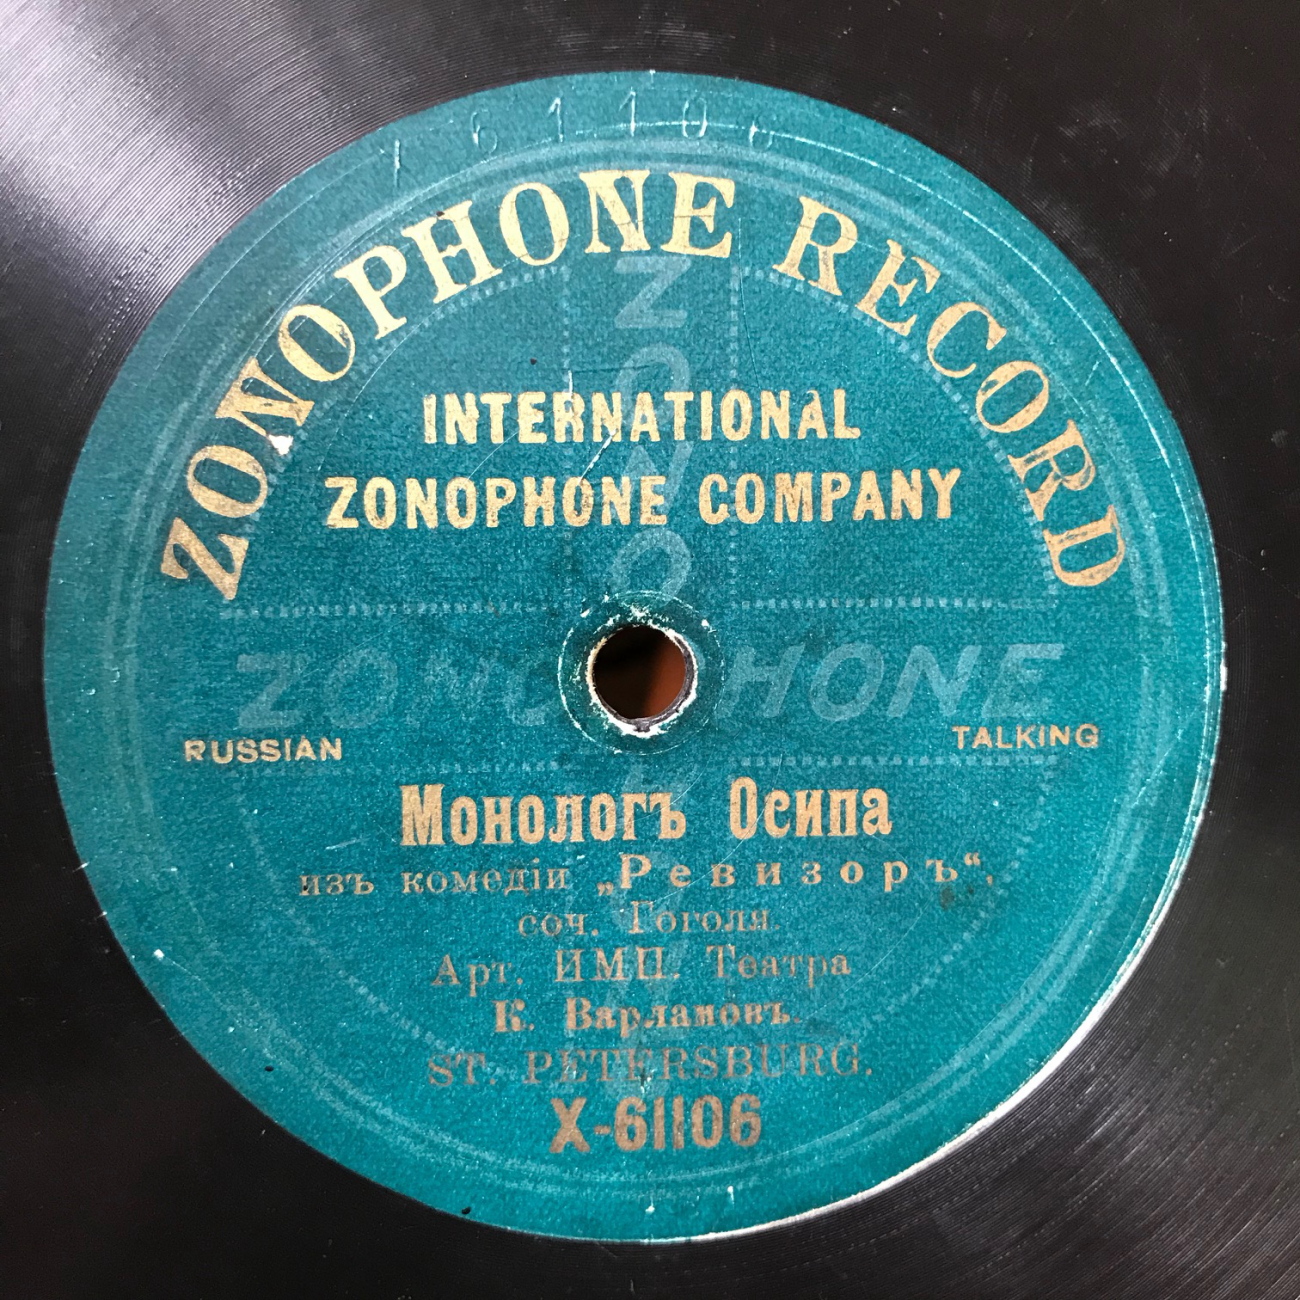 X 61106
ZONOPHONE RECORD
INTERNATIONAL
ZONOPHONE COMPANY
ZONOPHONE
ZONOPHONE
RUSSIAN
TALKING
Монологъ Осипа
изъ комедіи „Ревизоръ“,
соч. Гоголя.
Арт. ИМП. Театра
К. Варламовъ.
ST. PETERSBURG.
X-61106